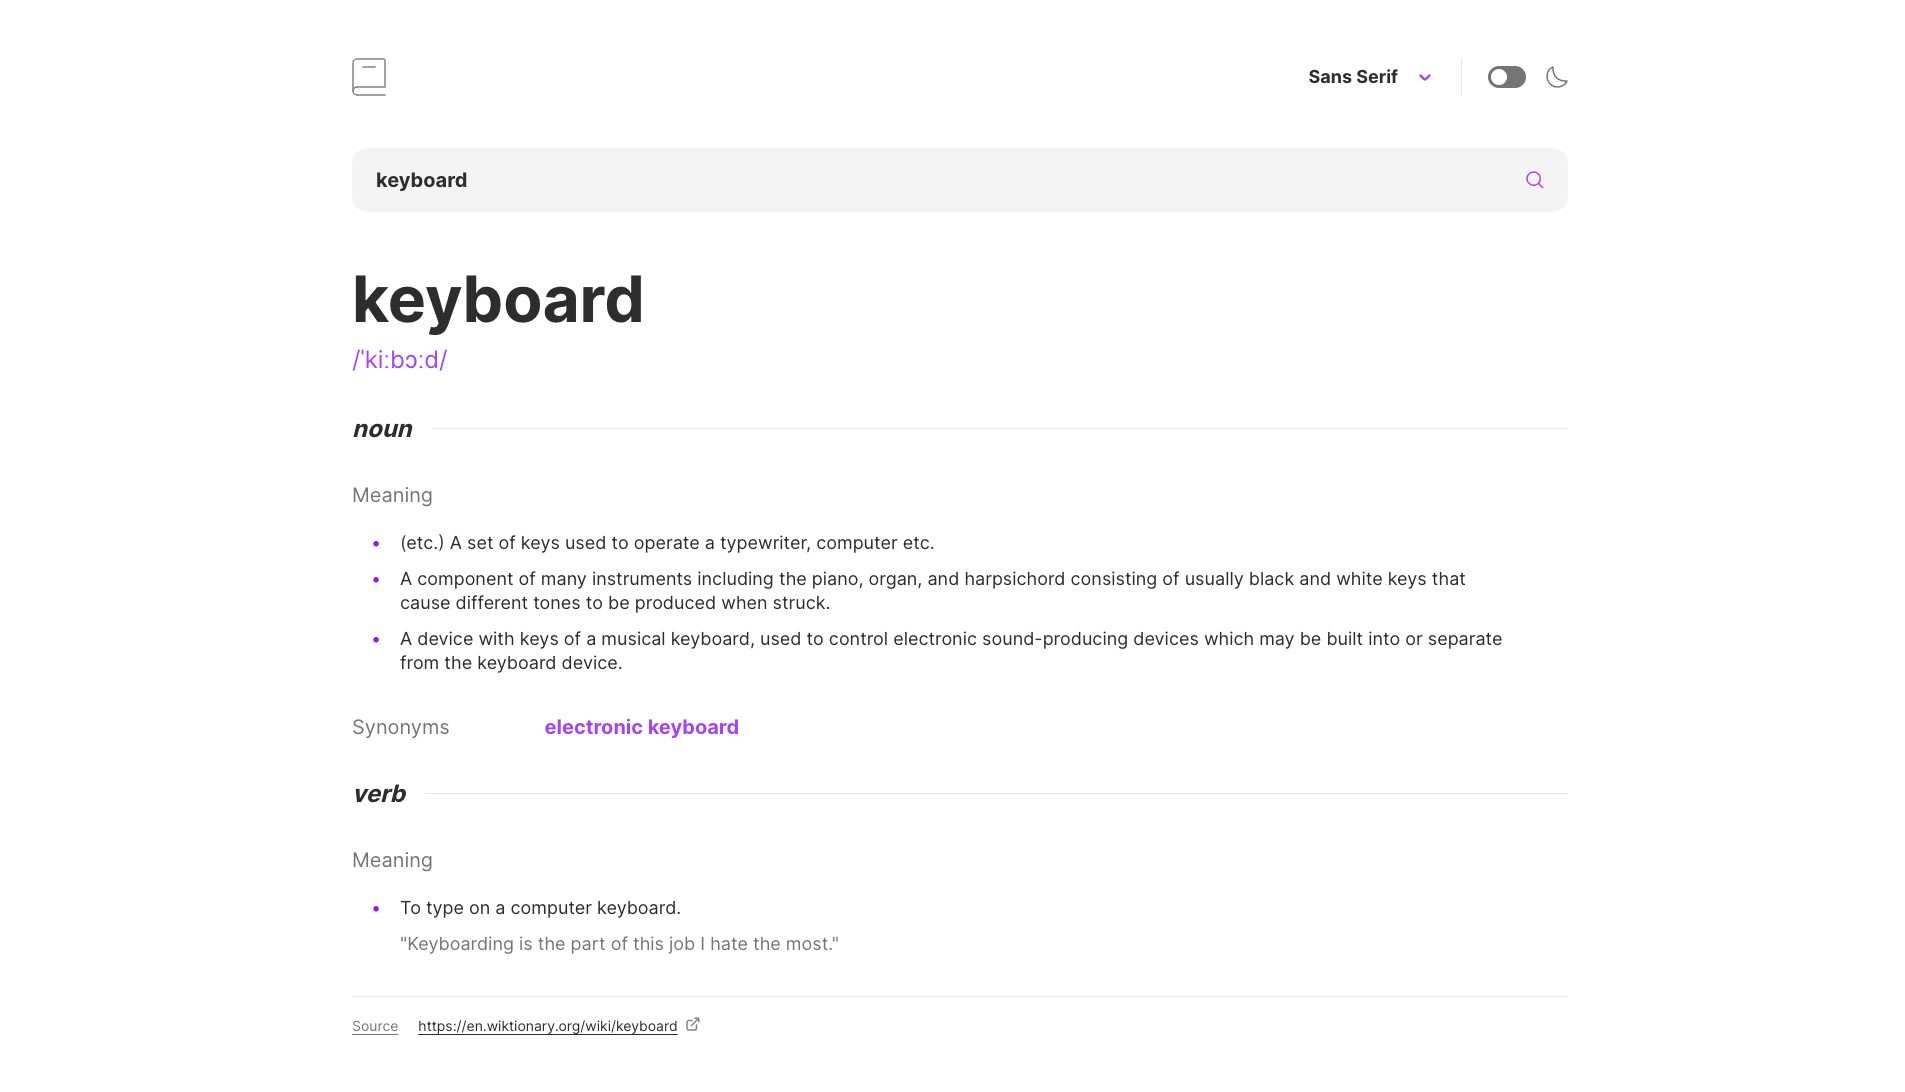 Sans Serif
keyboard
keyboard
/ˈkiːbɔːd/
noun
Meaning
(etc.) A set of keys used to operate a typewriter, computer etc.
A component of many instruments including the piano, organ, and harpsichord consisting of usually black and white keys that
cause different tones to be produced when struck.
A device with keys of a musical keyboard, used to control electronic sound-producing devices which may be built into or separate
from the keyboard device.
Synonyms electronic keyboard
verb
Meaning
To type on a computer keyboard.
"Keyboarding is the part of this job I hate the most."
Source https://en.wiktionary.org/wiki/keyboard